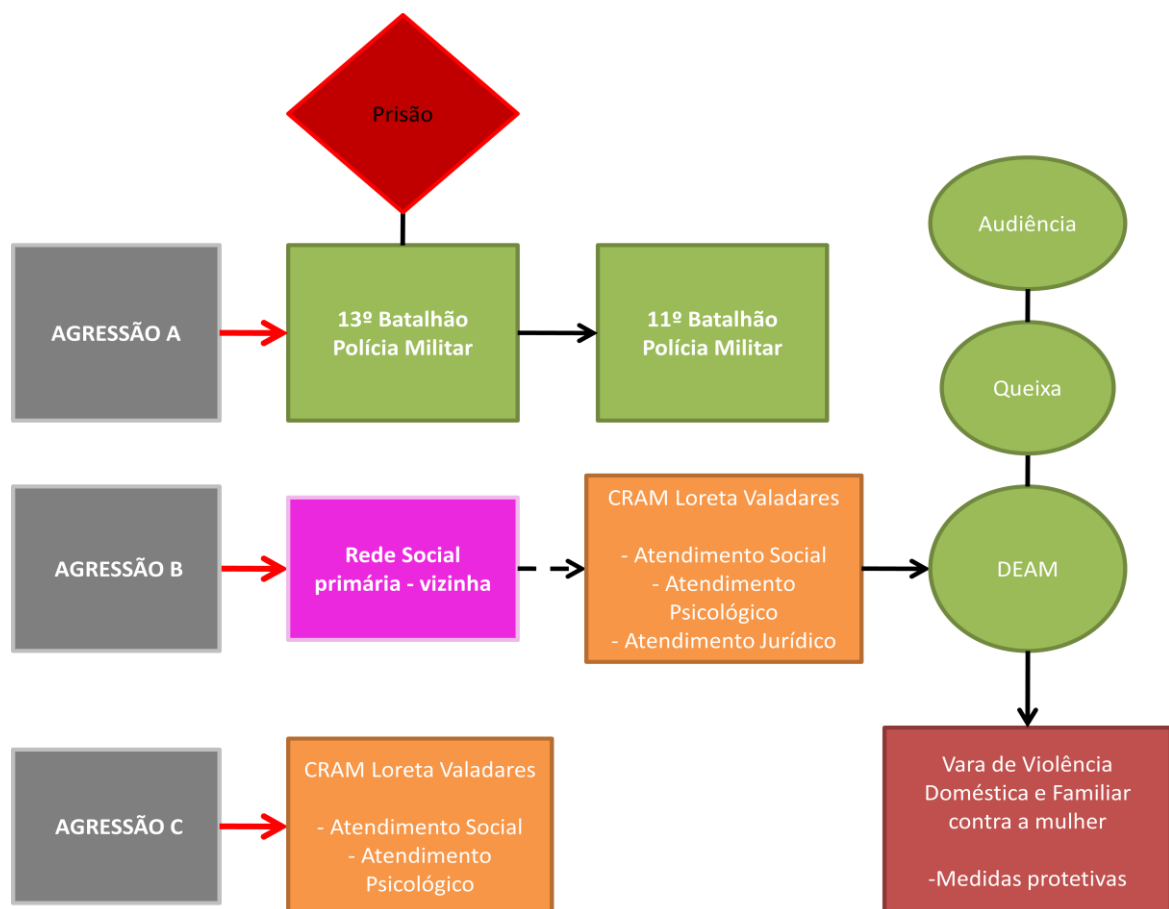 Prisão
Audiência
AGRESSÃO A
13º Batalhão
Polícia Militar
11º Batalhão
Polícia Militar
Queixa
AGRESSÃO B
Rede Social
primária - vizinha
CRAM Loreta Valadares
- Atendimento Social
- Atendimento
Psicológico
- Atendimento Jurídico
DEAM
AGRESSÃO C
CRAM Loreta Valadares
- Atendimento Social
- Atendimento
Psicológico
Vara de Violência
Doméstica e Familiar
contra a mulher
-Medidas protetivas